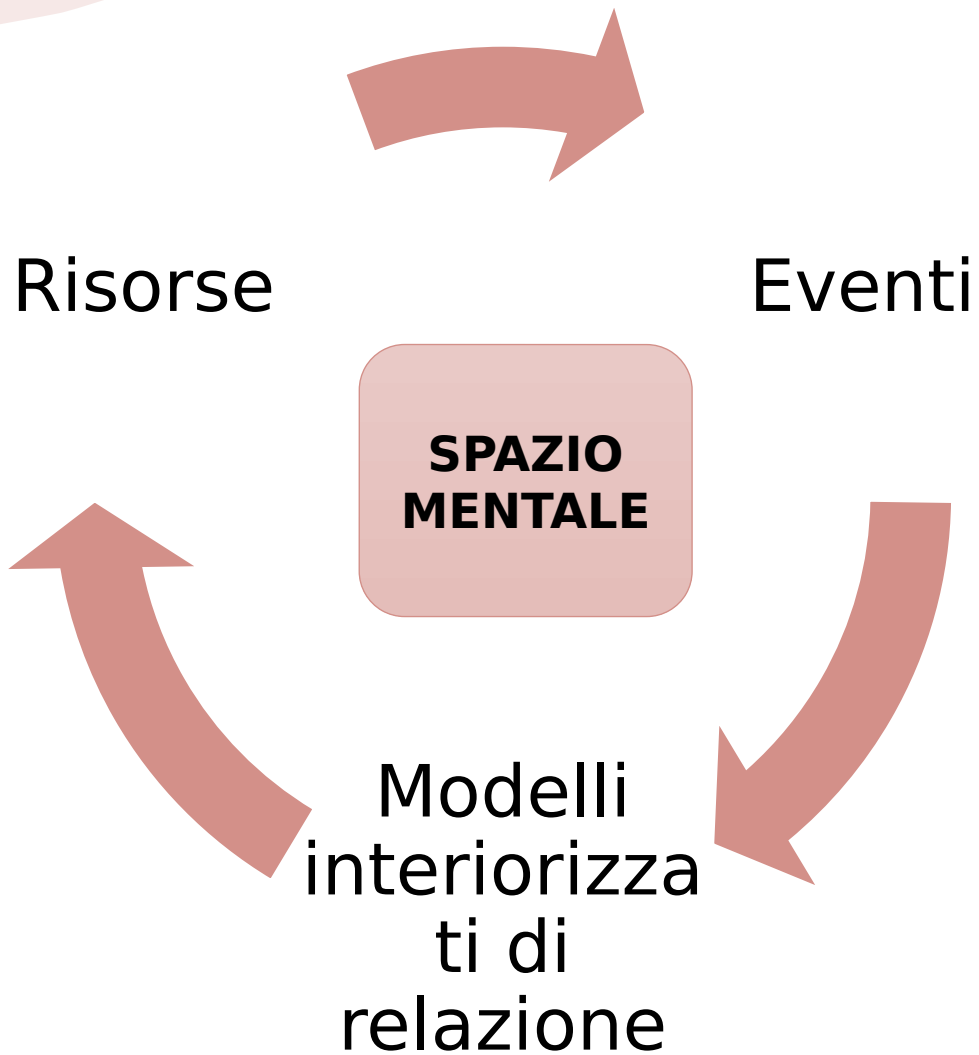 Risorse
Eventi
SPAZIO
MENTALE
Modelli
interiorizza
ti di
relazione